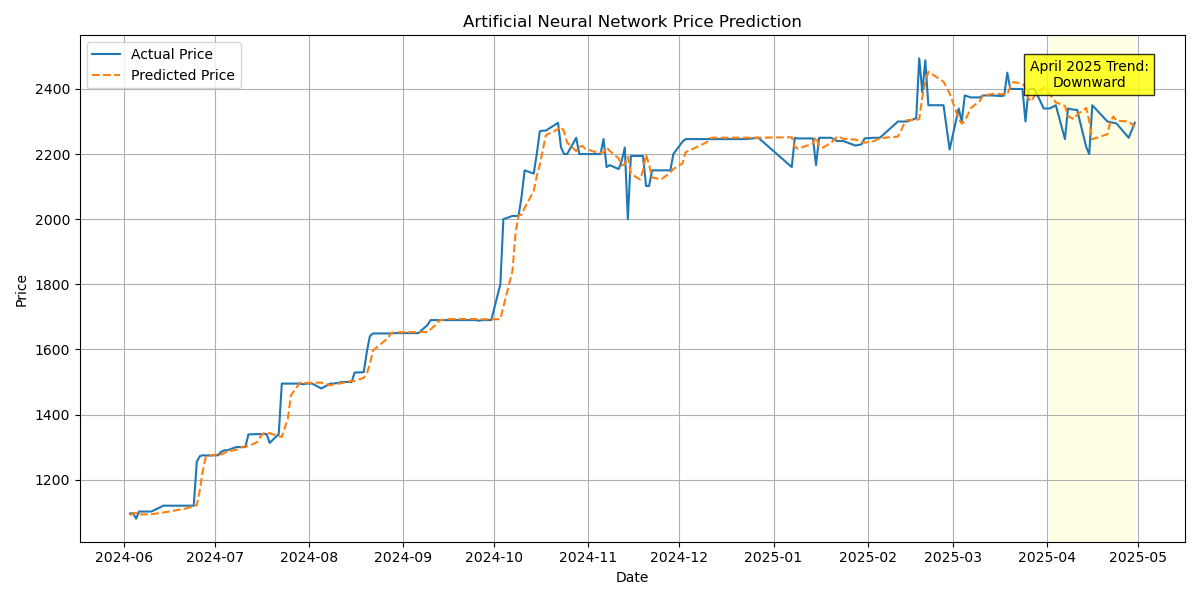 Artificial Neural Network Price Prediction
Actual Price
Predicted Price
April 2025 Trend:
Downward
Price
2400
2200
2000
1800
1600
1400
1200
2024-06 2024-07 2024-08 2024-09 2024-10 2024-11 2024-12 2025-01 2025-02 2025-03 2025-04 2025-05
Date